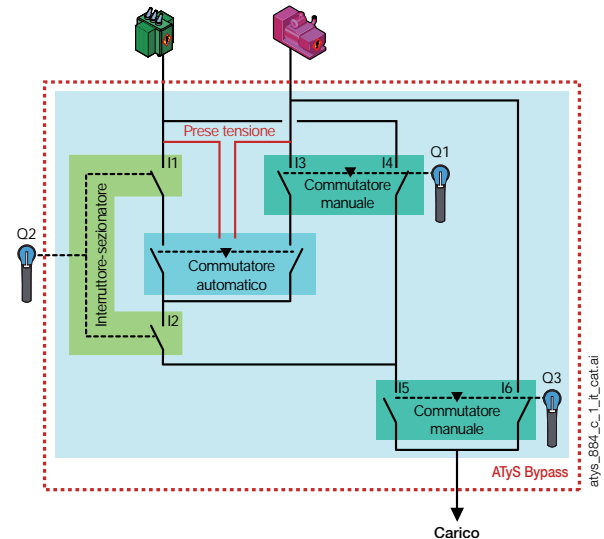 Prese tensione
Q1
I1
I3
I4
Commutatore
manuale
Q2
Interruttore-sezionatore
Commutatore
automatico
I2
I5
I6
Q3
Commutatore
manuale
ATyS Bypass
atys_884_c_1_it_cat.ai
Carico